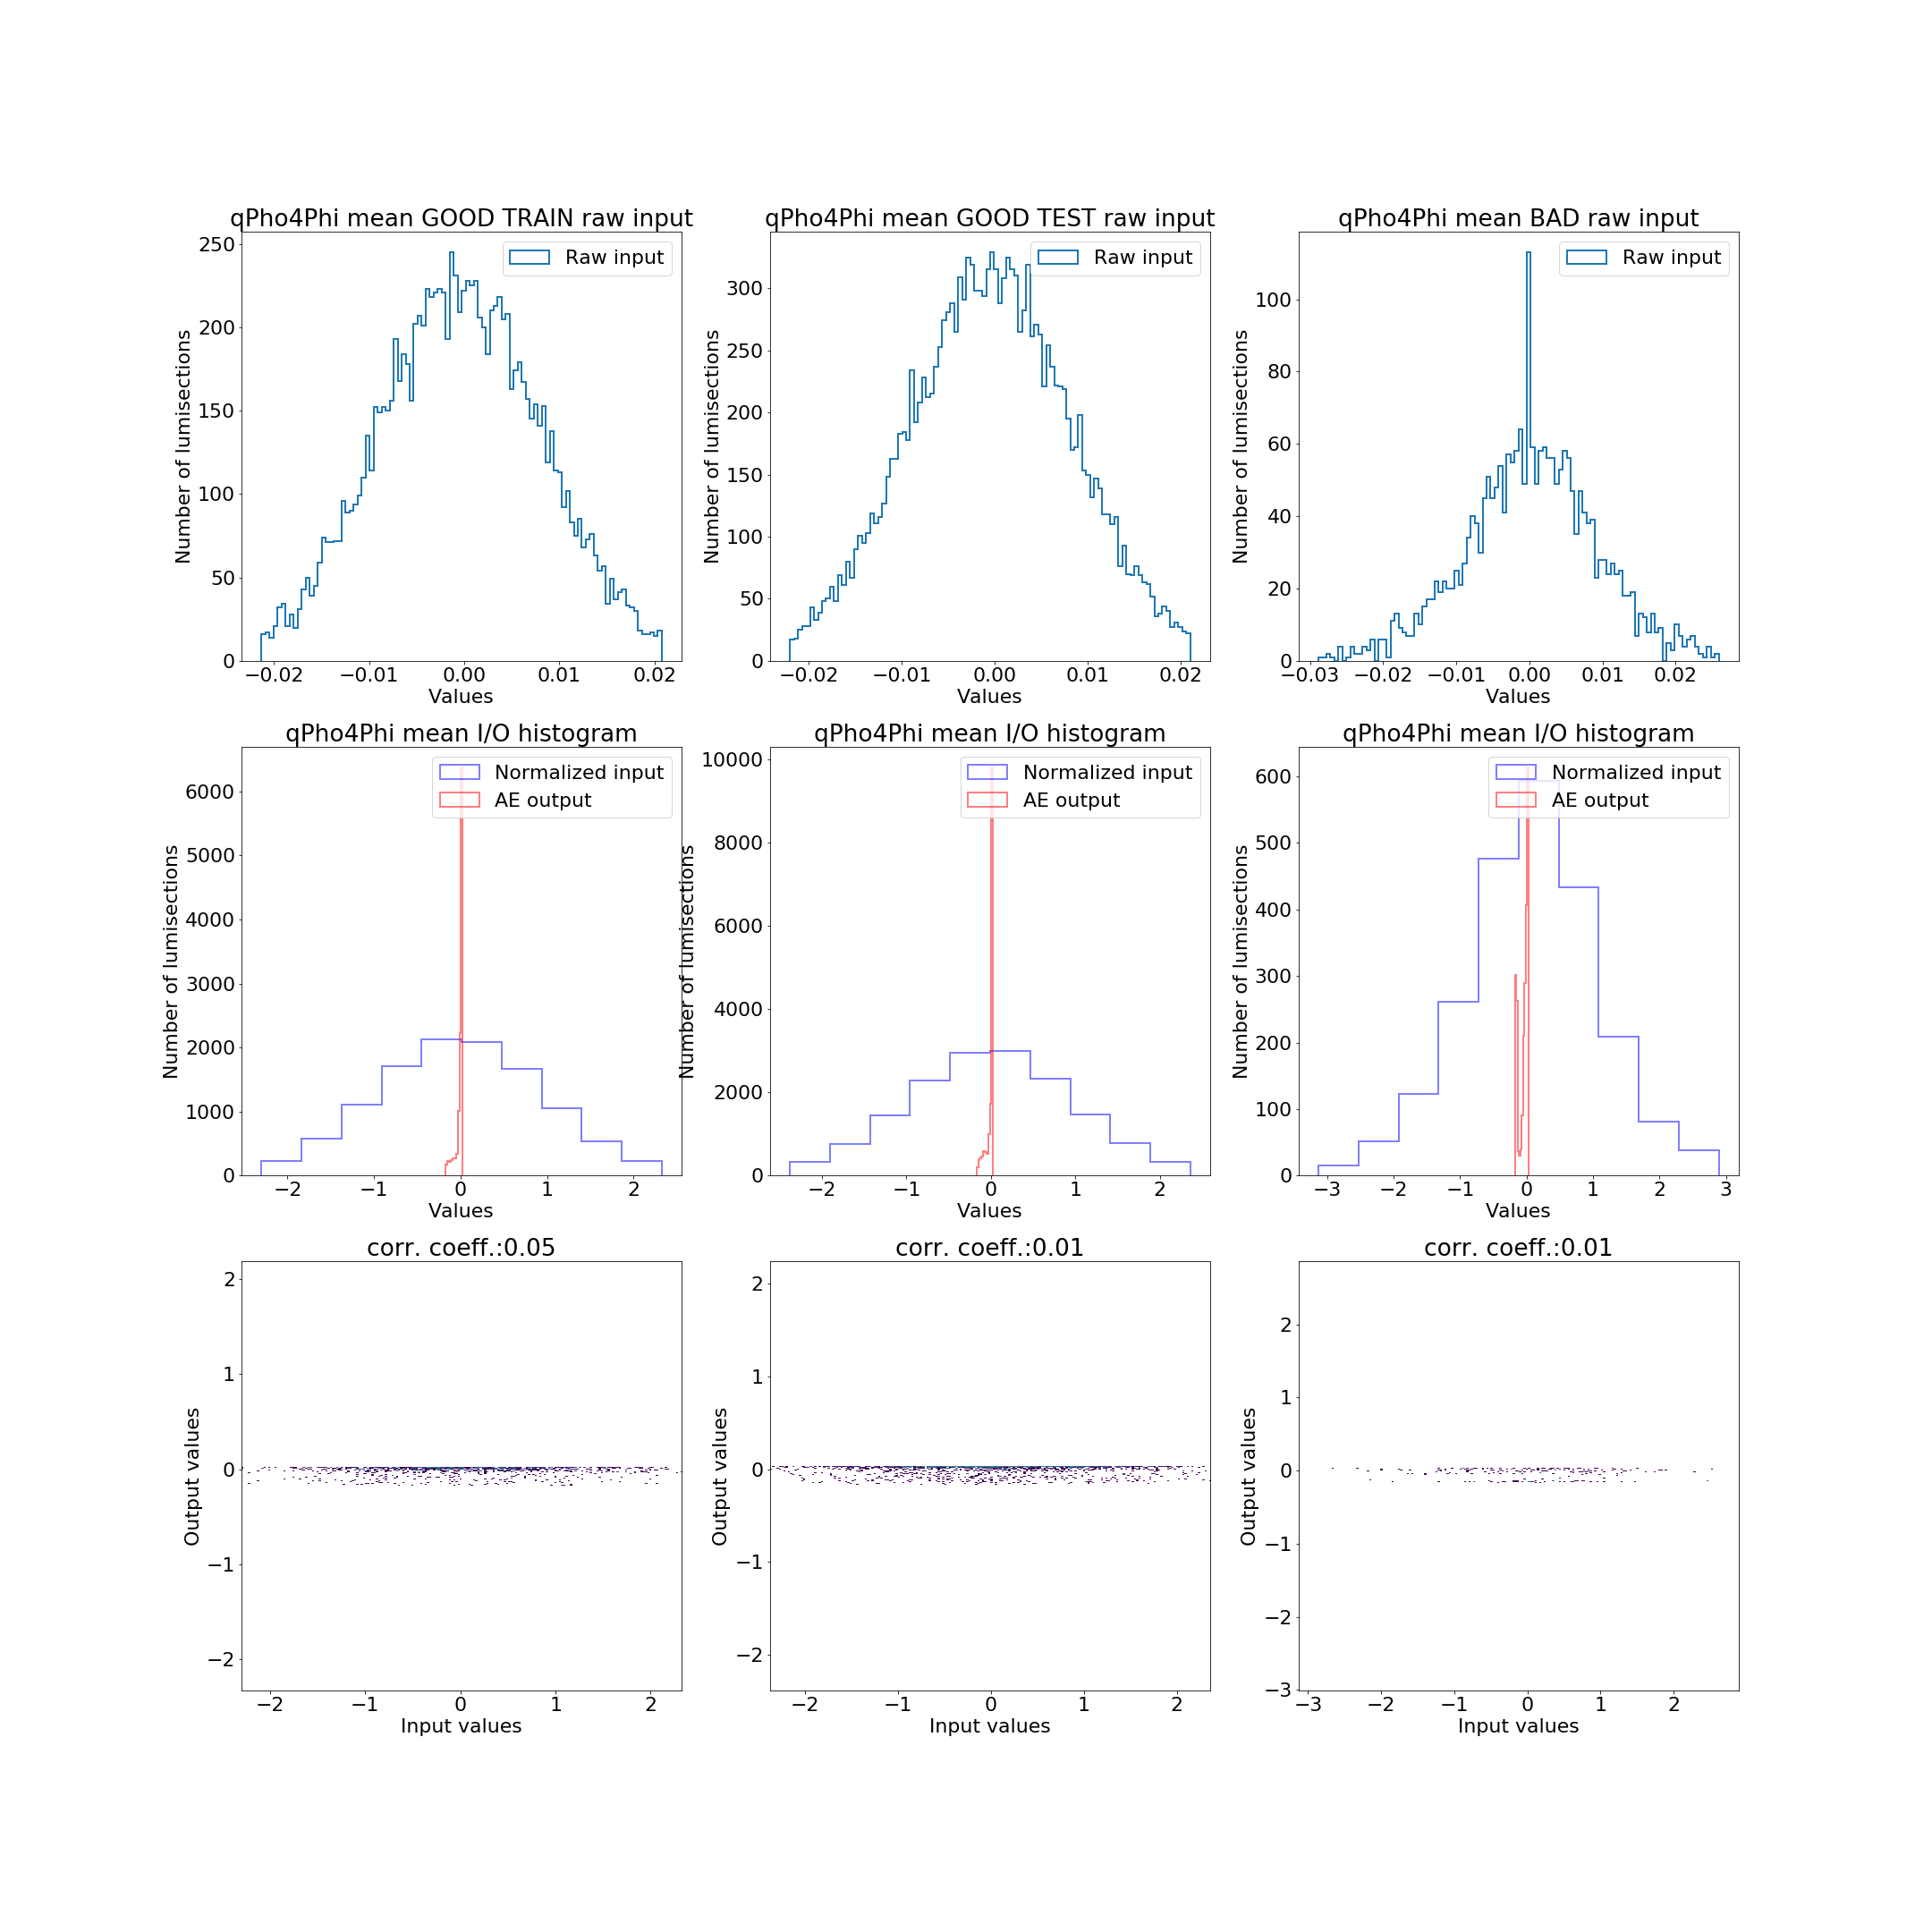 qPho4Phi mean GOOD TRAIN raw input
Raw input
Number of lumisections
250
200
150
100
50
0
−0.02 −0.01 0.00 0.01 0.02
Values
qPho4Phi mean GOOD TEST raw input
Raw input
Number of lumisections
300
250
200
150
100
50
0
−0.02 −0.01 0.00 0.01 0.02
Values
qPho4Phi mean BAD raw input
Raw input
Number of lumisections
100
80
60
40
20
0
−0.03 −0.02 −0.01 0.00 0.01 0.02
Values
qPho4Phi mean I/O histogram
Normalized input
AE output
Number of lumisections
6000
5000
4000
3000
2000
1000
0
−2 −1 0 1 2
Values
qPho4Phi mean I/O histogram
Normalized input
AE output
Number of lumisections
10000
8000
6000
4000
2000
0
−2 −1 0 1 2
Values
qPho4Phi mean I/O histogram
Normalized input
AE output
Number of lumisections
600
500
400
300
200
100
0
−3 −2 −1 0 1 2 3
Values
corr. coeff.:0.05
Output values
2
1
0
−1
−2
−2 −1 0 1 2
Input values
corr. coeff.:0.01
Output values
2
1
0
−1
−2
−2 −1 0 1 2
Input values
corr. coeff.:0.01
Output values
2
1
0
−1
−2
−3
−3 −2 −1 0 1 2
Input values